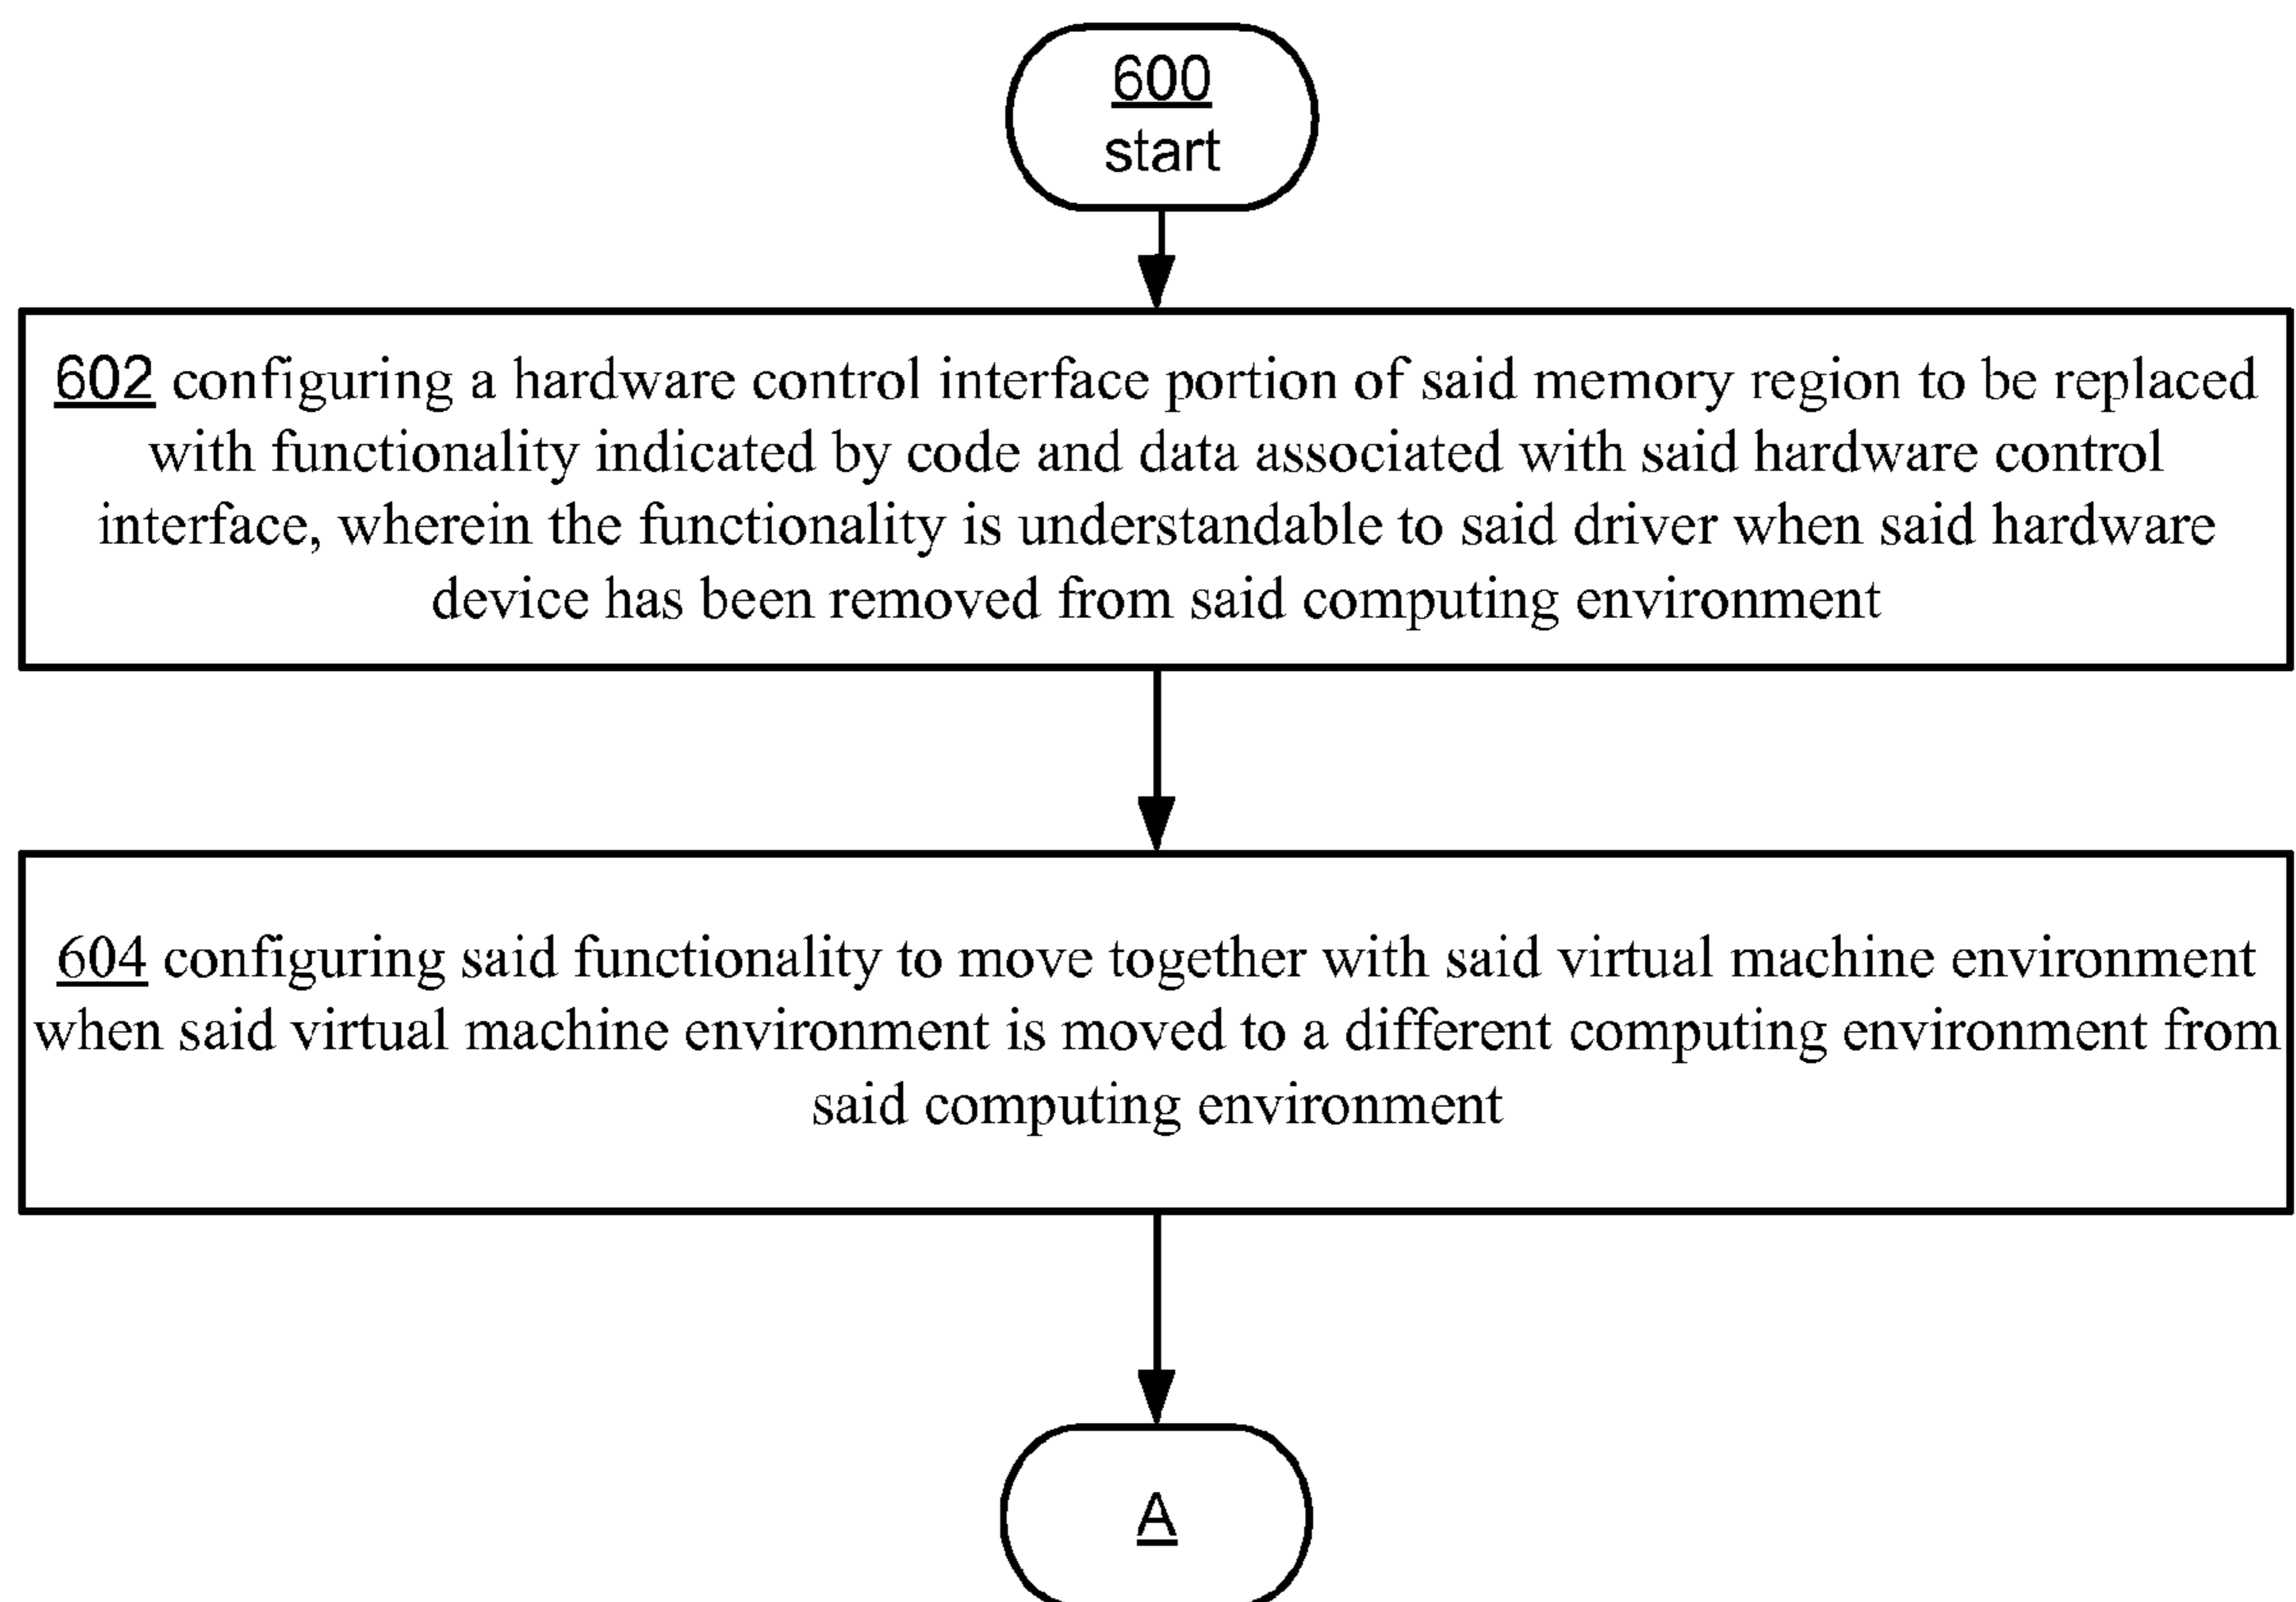 600
start
602 configuring a hardware control interface portion of said memory region to be replaced
with functionality indicated by code and data associated with said hardware control
interface, wherein the functionality is understandable to said driver when said hardware
device has been removed from said computing environment
604 configuring said functionality to move together with said virtual machine environment
when said virtual machine environment is moved to a different computing environment from
said computing environment
A